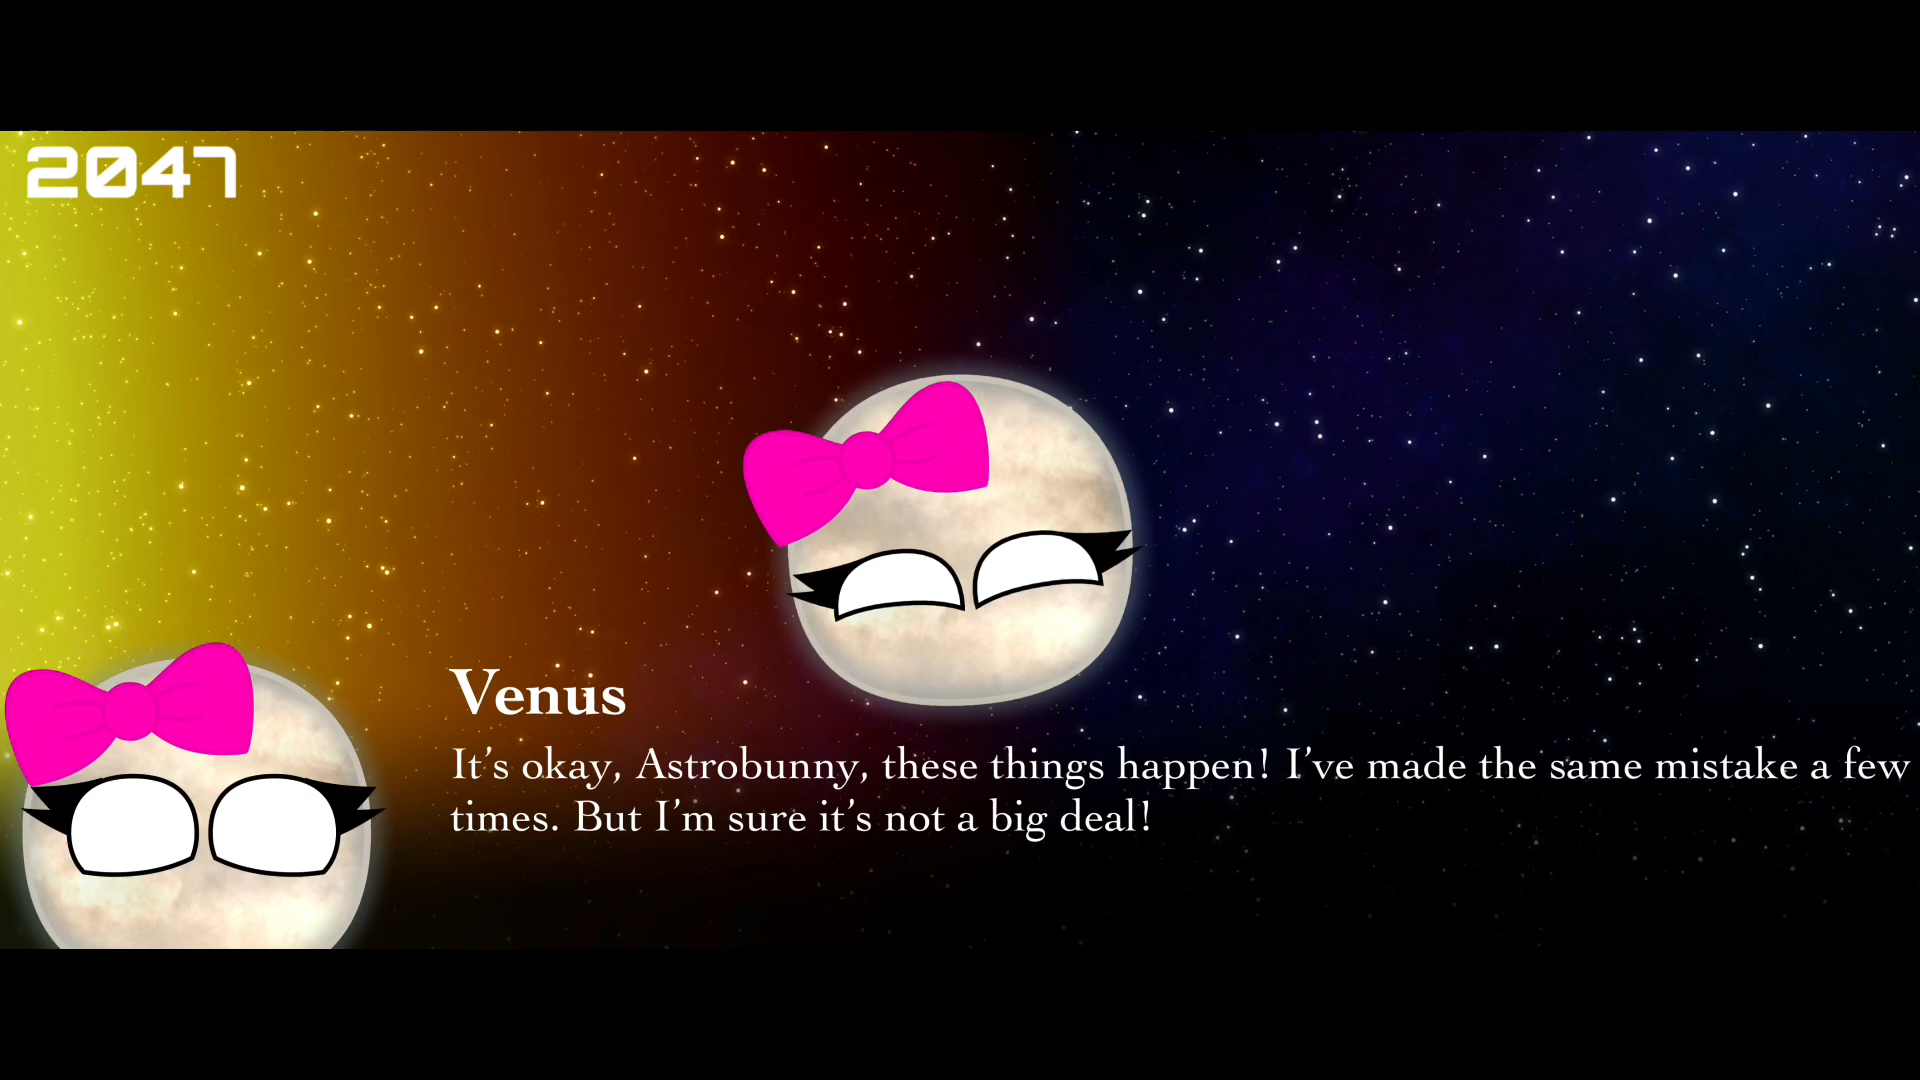 2047
Venus
It's okay, Astrobunny, these things happen! I've made the same mistake a few
times. But I'm sure it's not a big deal!